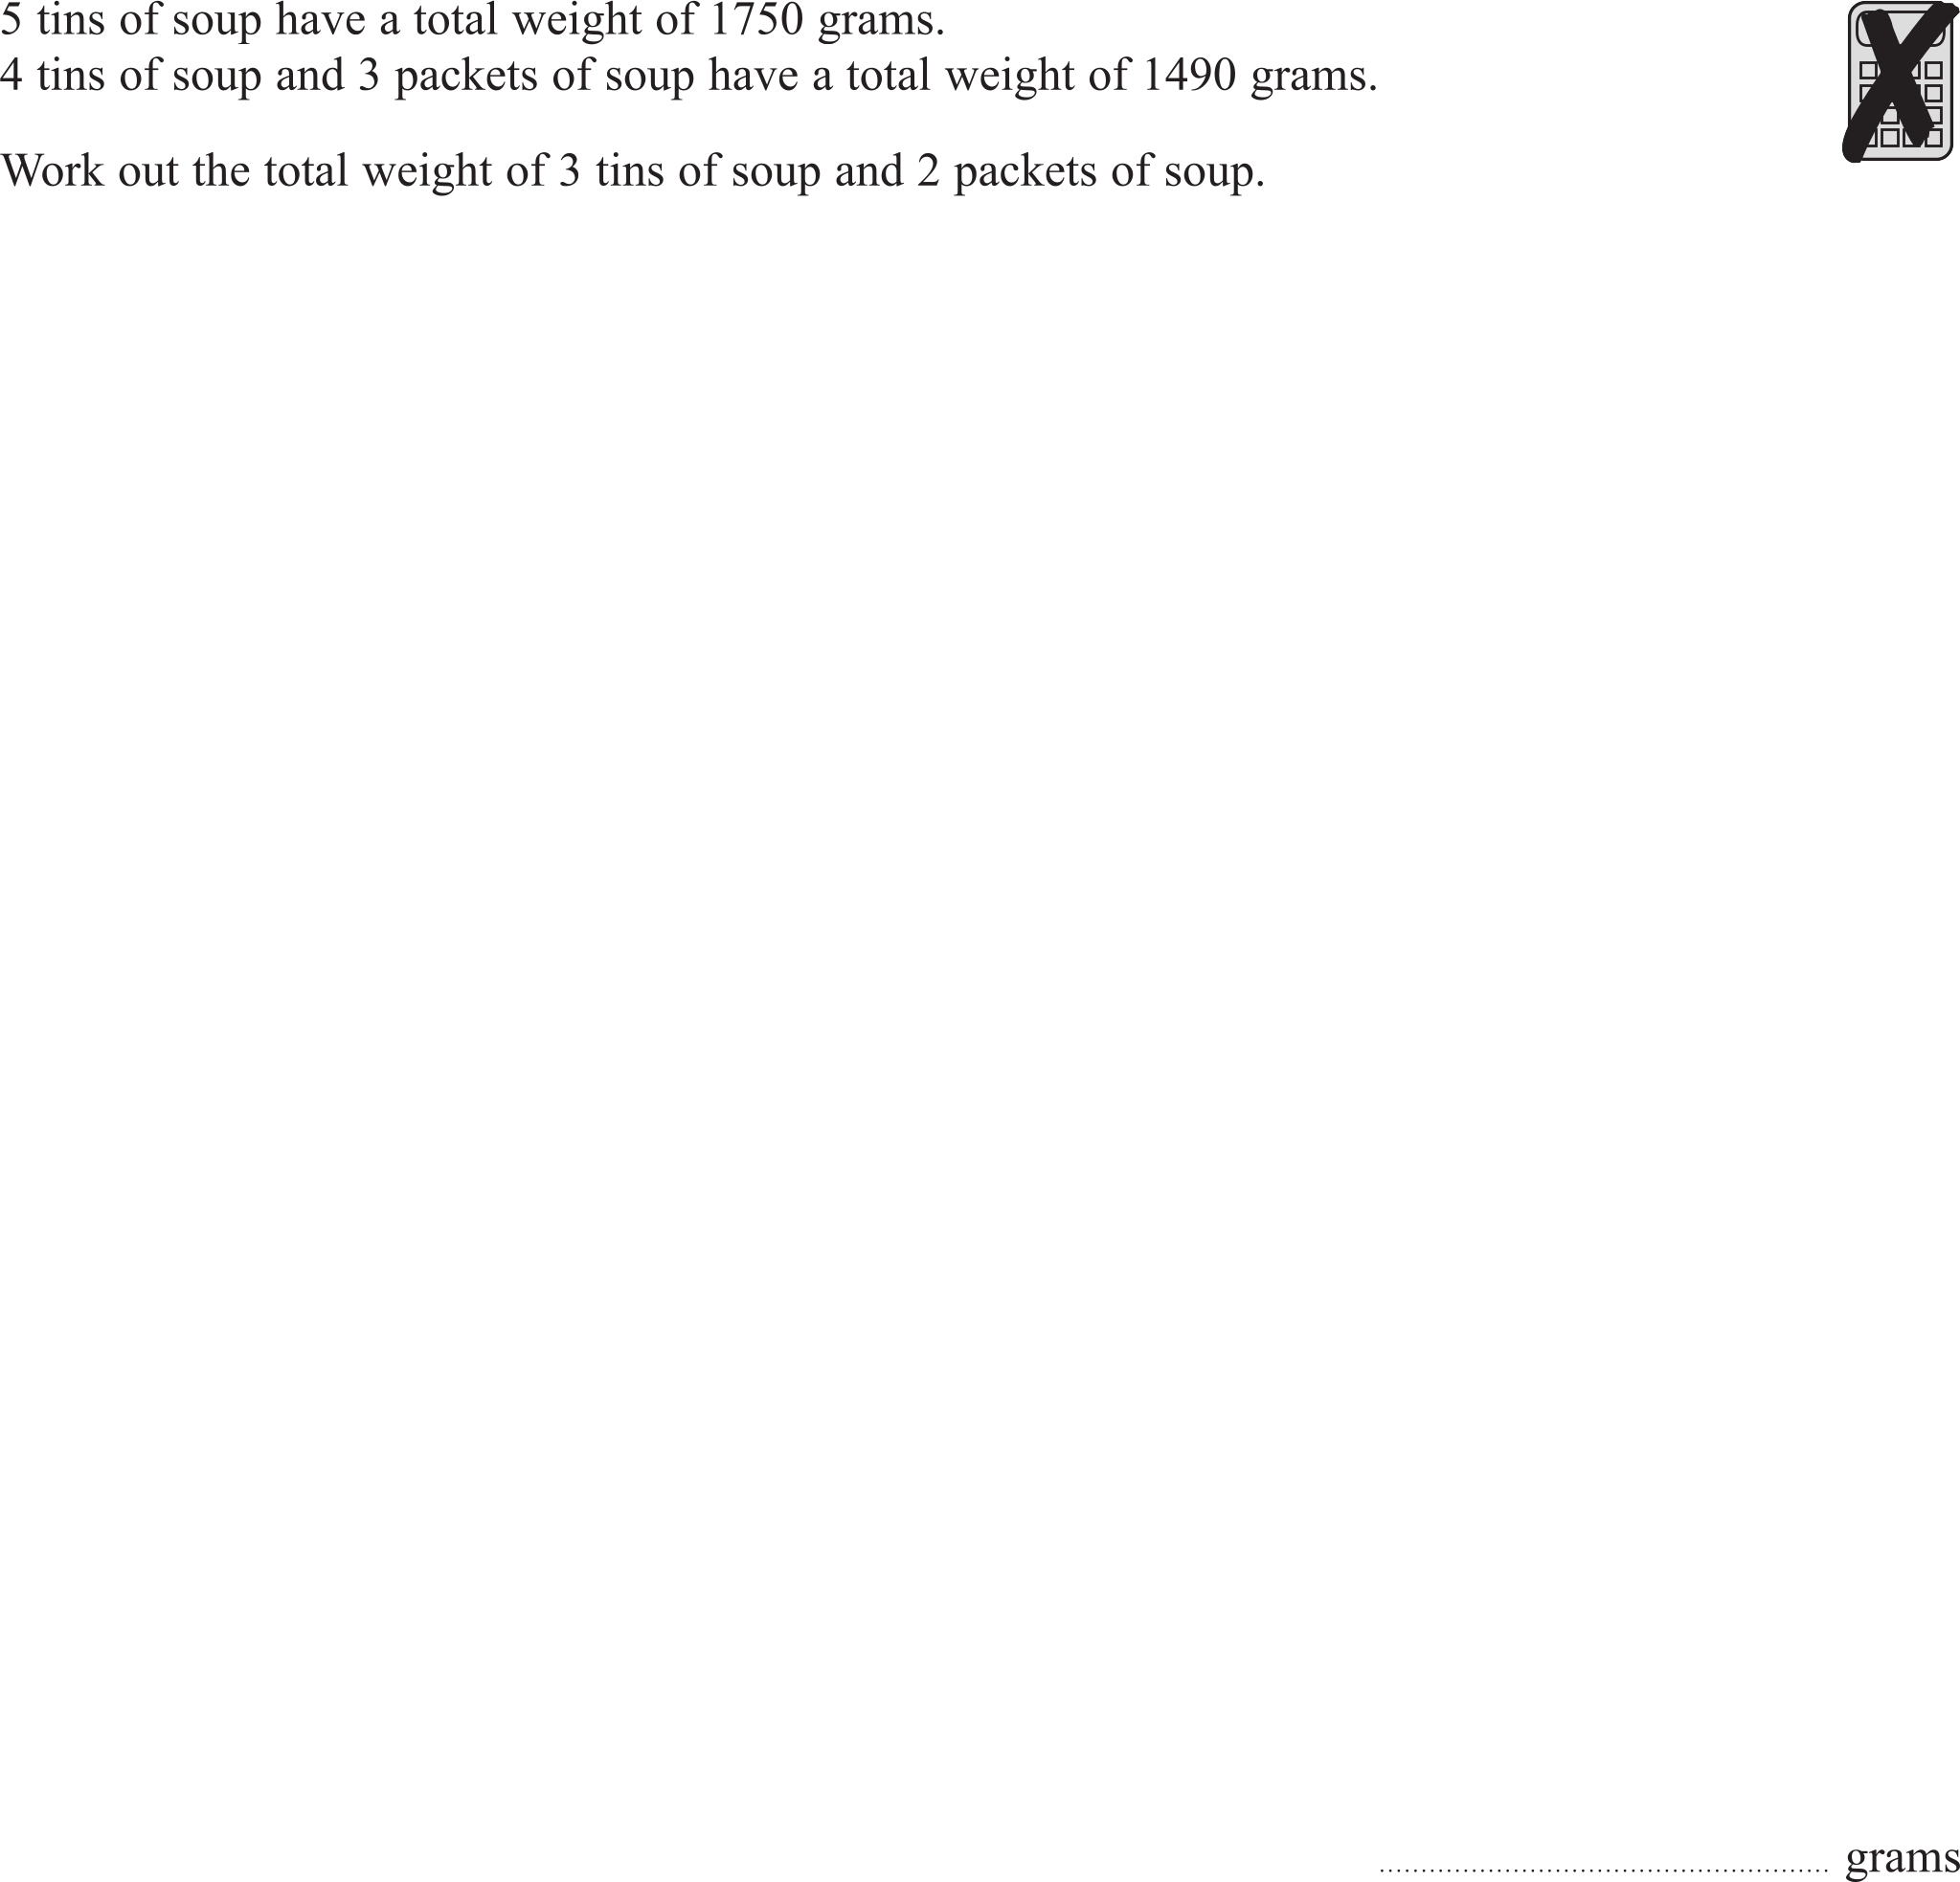 5 tins of soup have a total weight of 1750 grams.
4 tins of soup and 3 packets of soup have a total weight of 1490 grams.
Work out the total weight of 3 tins of soup and 2 packets of soup.
.......................................................... grams